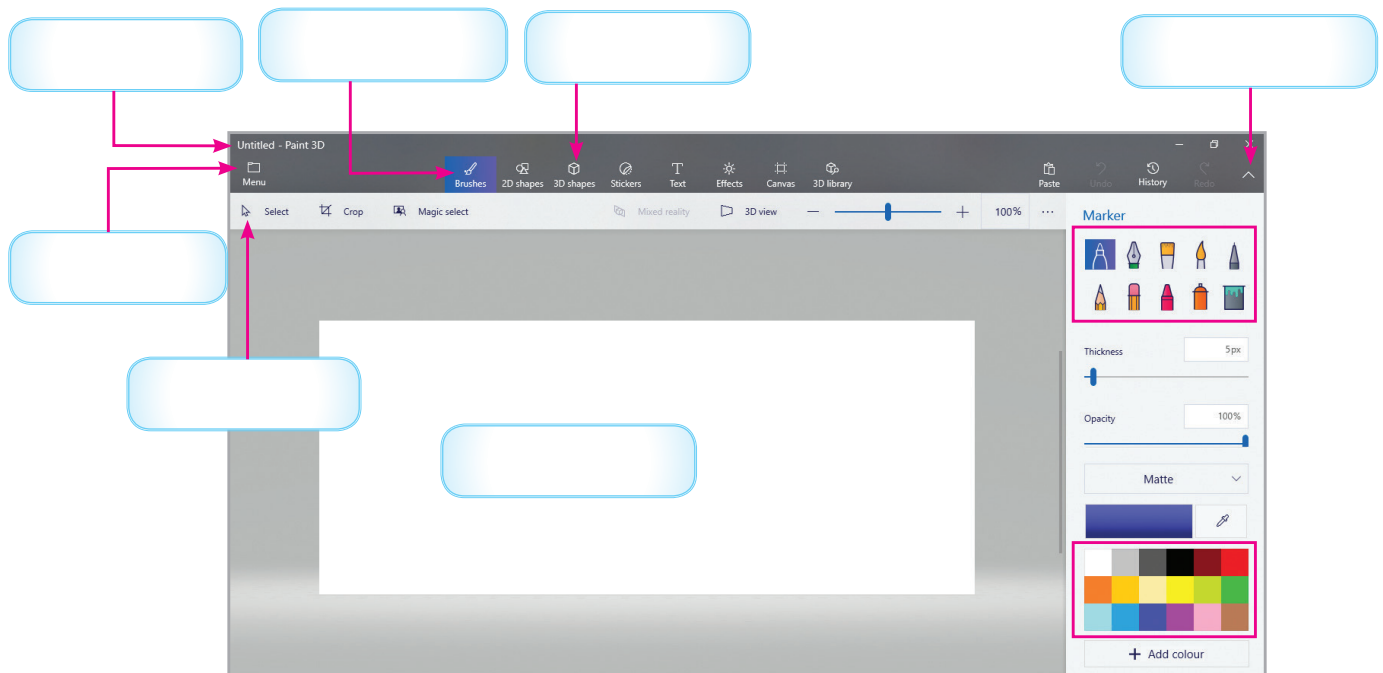 Untitled - Paint 3D
Menu
Brushes
2D shapes
3D shapes
Stickers
Text
Effects
Canvas
3D library
Paste
Undo
History
Redo
Select
Crop
Magic select
Mixed reality
3D view
100%
Marker
Thickness
5px
Opacity
100%
Matte
+ Add colour